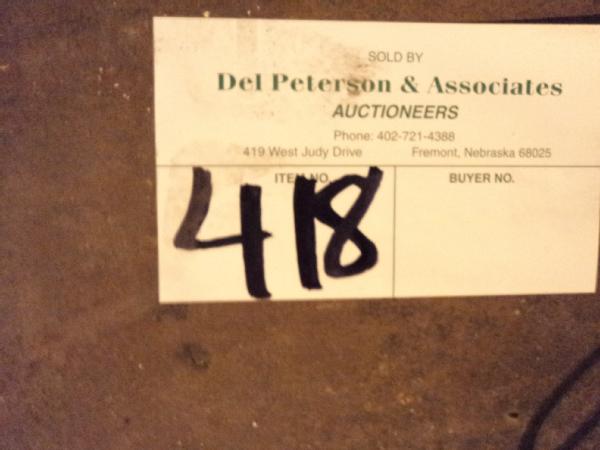 SOLD BY
Del Peterson & Associates
AUCTIONEERS
Phone: 402-721-4388
419 West Judy Drive Fremont, Nebraska 68025
ITEM NO. BUYER NO.
418